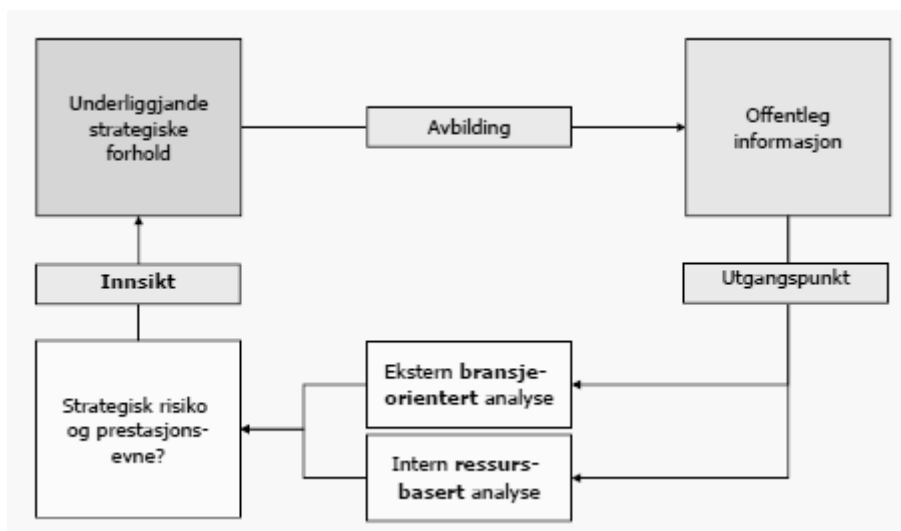 Underliggjande
strategiske
forhold
Avbilding
Offentleg
informasjon
Innsikt
Utgangspunkt
Strategisk risiko
og prestasjons-
evne?
Ekstern bransje-
orientert analyse
Intern ressurs-
basert analyse